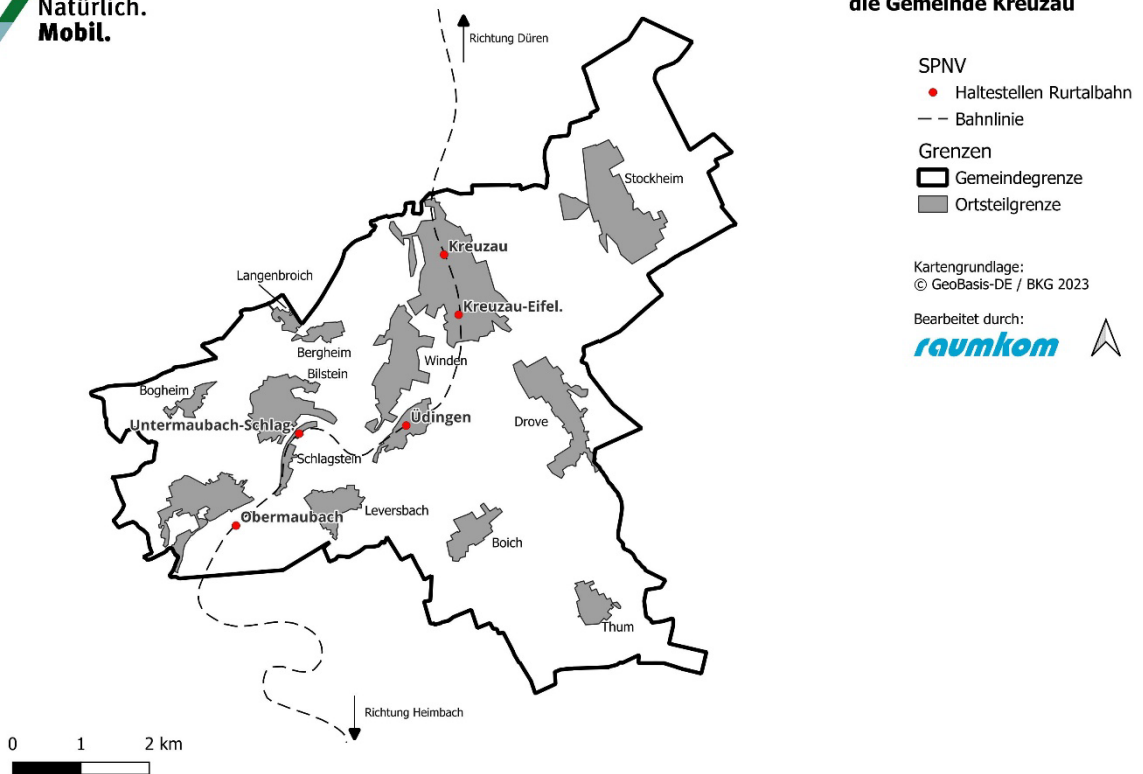 Natürlich.
Mobil.
die Gemeinde Kreuzau
Richtung Düren
SPNV
Haltestellen Rurtalbahn
Bahnlinie
Grenzen
Gemeindegrenze
Ortsteilgrenze
Kartengrundlage:
© GeoBasis-DE / BKG 2023
Bearbeitet durch:
raumkom
Stockheim
Kreuzau
Langenbroich
Kreuzau-Eifel.
Bergheim
Winden
Bilstein
Bogheim
Üdingen
Drove
Untermaubach-Schlag.
Schlagstein
Leversbach
Obermaubach
Boich
Thum
Richtung Heimbach
0 1 2 km